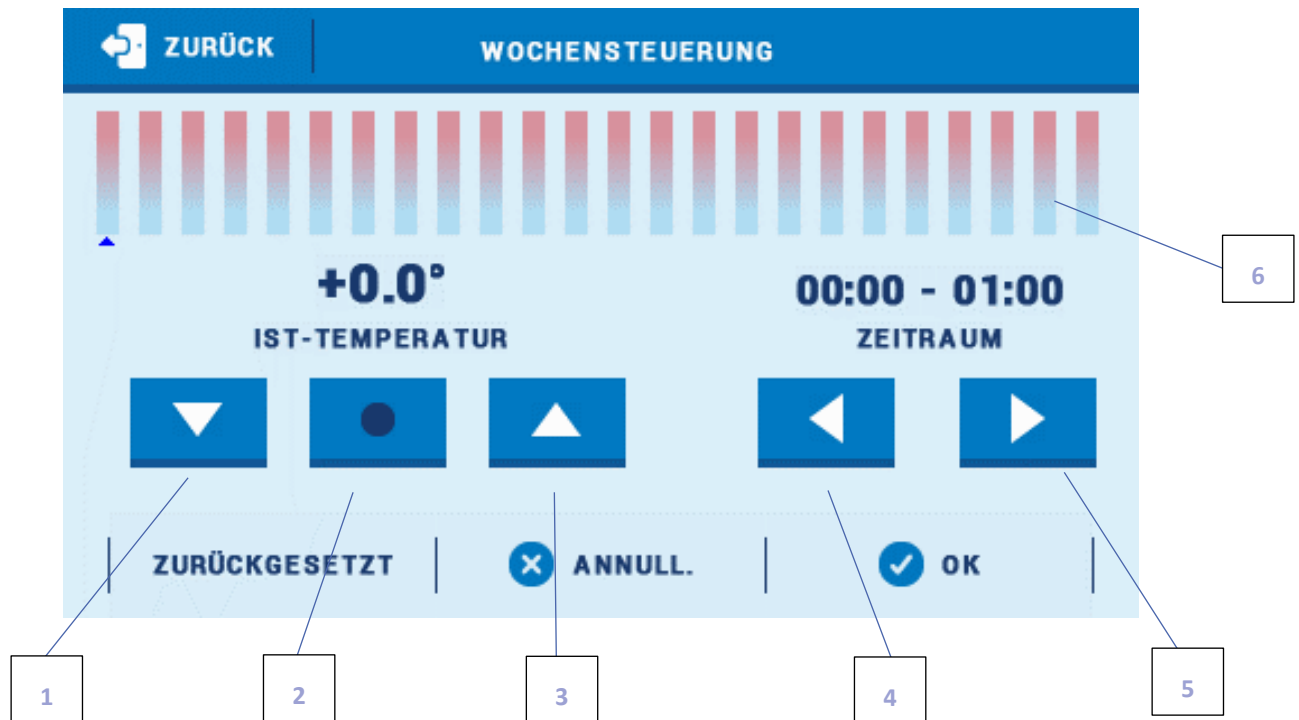 ZURÜCK
WOCHENSTEUERUNG
6
+0.0°
00:00 - 01:00
IST-TEMPERATUR
ZEITRAUM
ZURÜCKGESETZT
ANNULL.
OK
1
2
3
4
5